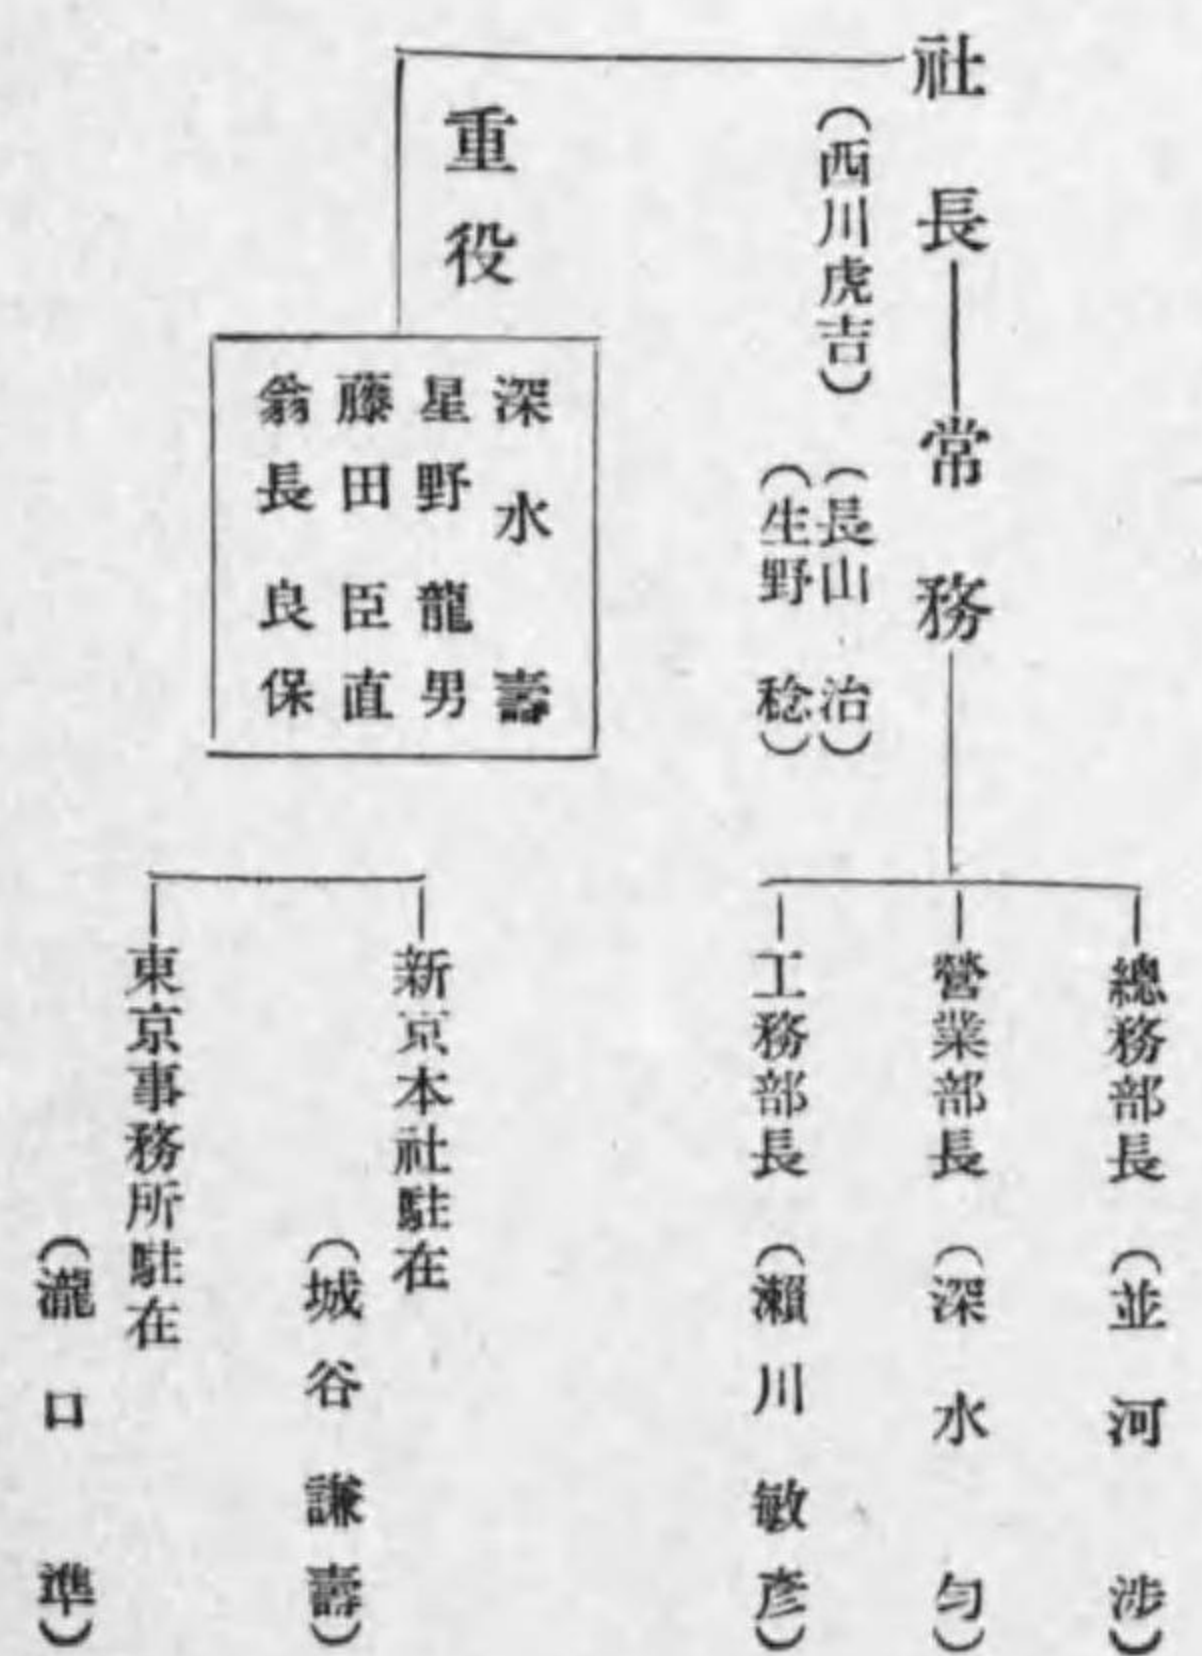 社長
（西川虎吉）
常務
（長山治）
（生野稔）
重役
深水壽
星野龍男
藤田臣直
翁長良保
總務部長（並河渉）
營業部長（深水匀）
工務部長（瀨川敏彦）
新京本社駐在
（城谷謙壽）
東京事務所駐在
（瀧口準）